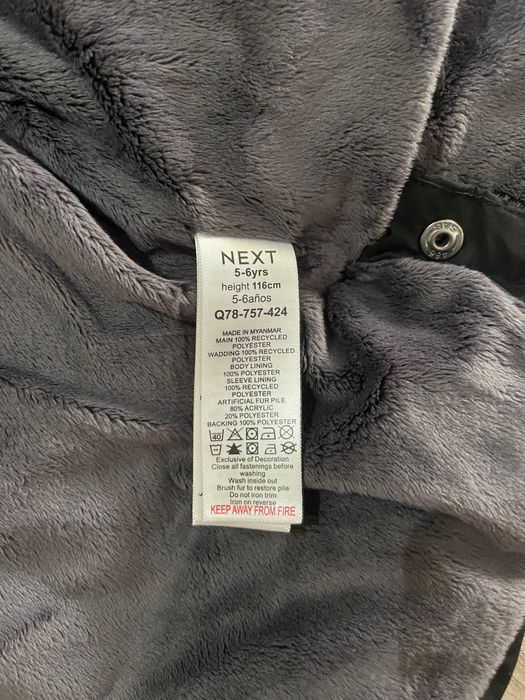 NEXT
5-6yrs
height 116cm
5-6años
Q78-757-424
MADE IN MYANMAR
MAIN 100% RECYCLED
POLYESTER
WADDING 100% RECYCLED
POLYESTER
BODY LINING
100% POLYESTER
SLEEVE LINING
100% RECYCLED
POLYESTER
ARTIFICIAL FUR PILE
80% ACRYLIC
20% POLYESTER
BACKING 100% POLYESTER
40
Exclusive of Decoration
Close all fastenings before
washing
Wash inside out
Brush fur to restore pile
Do not Iron trim
Iron on reverse
KEEP AWAY FROM FIRE